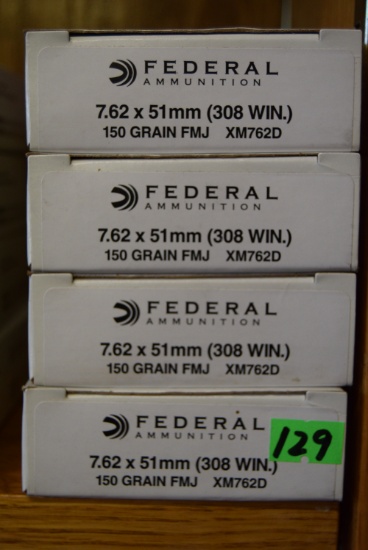 FEDERAL
AMMUNITION
7.62 x 51mm (308 WIN.)
150 GRAIN FMJ XM762D
FEDERAL
AMMUNITION
7.62 x 51mm (308 WIN.)
150 GRAIN FMJ XM762D
FEDERAL
AMMUNITION
7.62 x 51mm (308 WIN.)
150 GRAIN FMJ XM762D
FEDERAL
AMMUNITION
129
7.62 x 51mm (308 WIN.)
150 GRAIN FMJ XM762D